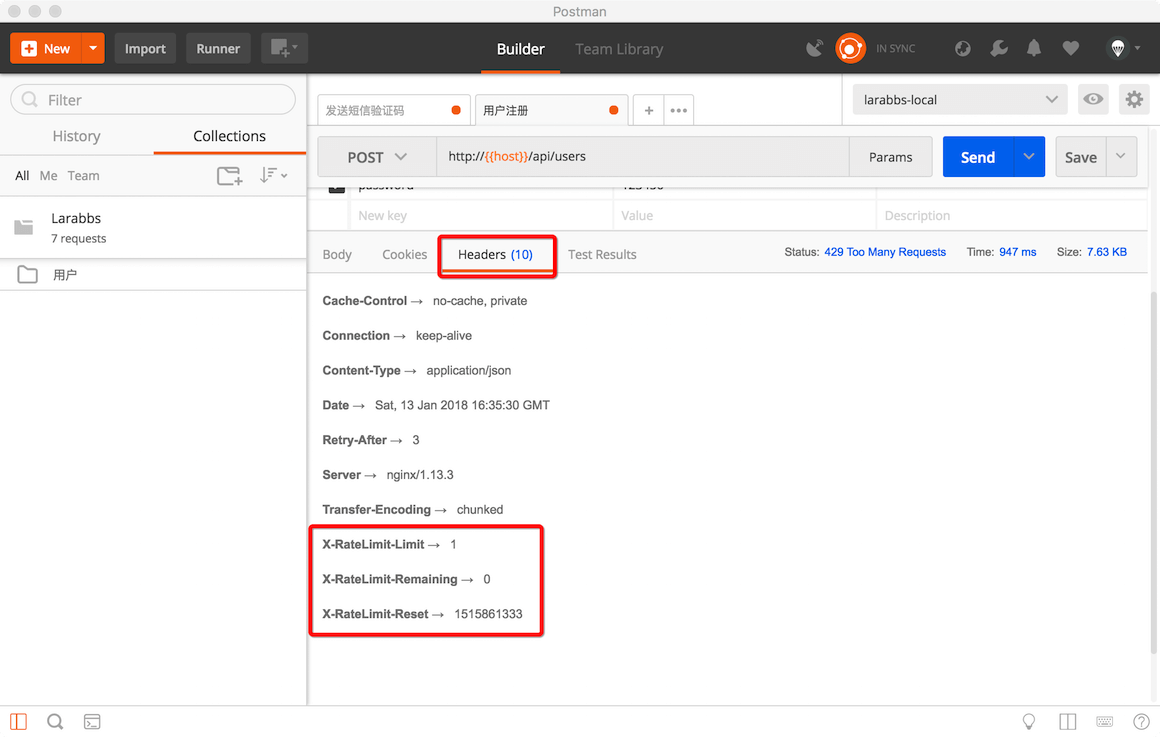 Postman
New
Import
Runner
Builder
Team Library
IN SYNC
Filter
History
Collections
All
Me
Team
Larabbs
7 requests
用户
发送短信验证码
用户注册
larabbs-local
POST
http://{{host}}/api/users
Params
Send
Save
password
123456
New key
Value
Description
Body
Cookies
Headers (10)
Test Results
Status: 429 Too Many Requests
Time: 947 ms
Size: 7.63 KB
Cache-Control → no-cache, private
Connection → keep-alive
Content-Type → application/json
Date → Sat, 13 Jan 2018 16:35:30 GMT
Retry-After → 3
Server → nginx/1.13.3
Transfer-Encoding → chunked
X-RateLimit-Limit → 1
X-RateLimit-Remaining → 0
X-RateLimit-Reset → 1515861333